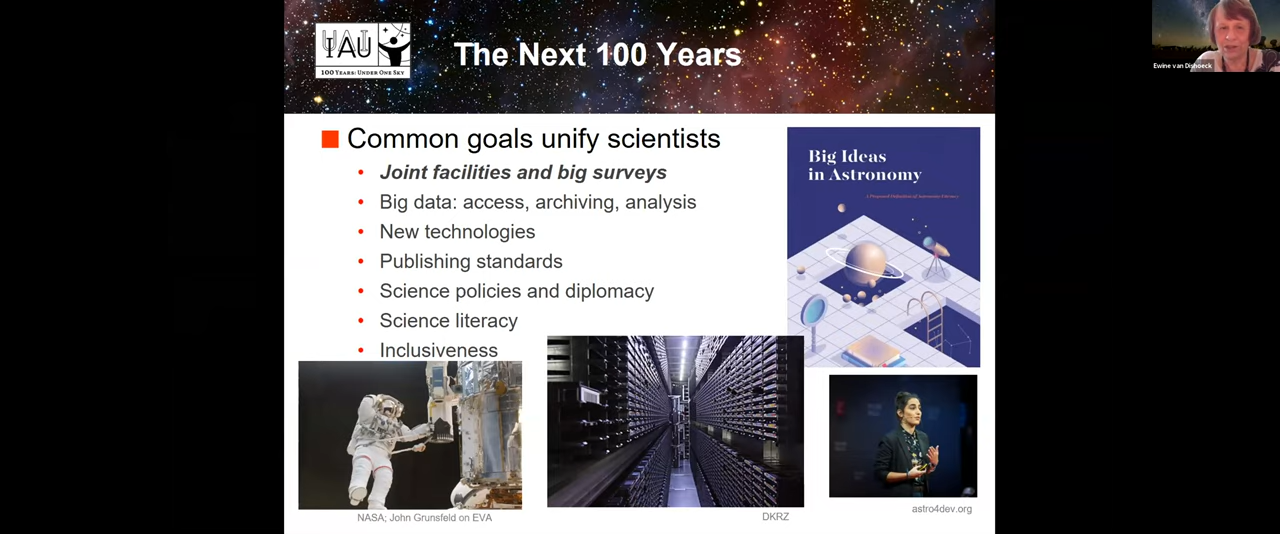 IAU
100 YEARS: UNDER ONE SKY
The Next 100 Years
Ewine van Dishoeck
Common goals unify scientists
Joint facilities and big surveys
Big data: access, archiving, analysis
New technologies
Publishing standards
Science policies and diplomacy
Science literacy
Inclusiveness
Big Ideas
in Astronomy
NASA; John Grunsfeld on EVA
DKRZ
astro4dev.org